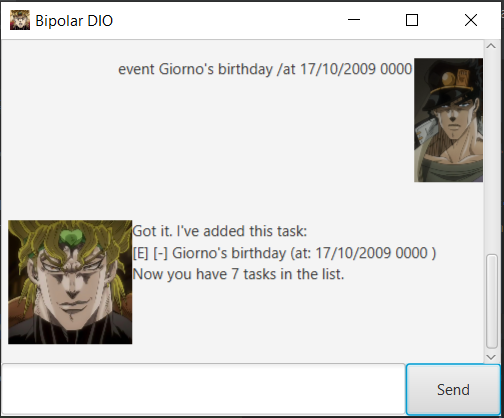 Bipolar DIO
event Giorno's birthday /at 17/10/2009 0000
Got it. I've added this task:
[E] [-] Giorno's birthday (at: 17/10/2009 0000 )
Now you have 7 tasks in the list.
Send